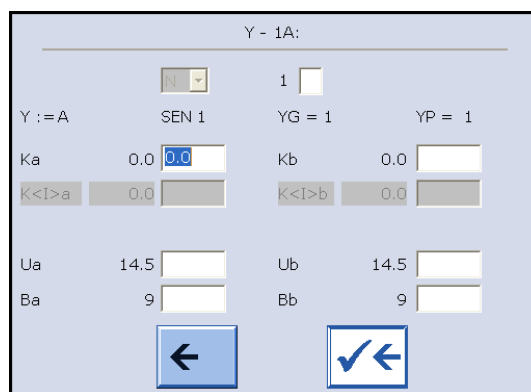 Y - 1A:
N 1
Y := A SEN 1 YG = 1 YP = 1
Ka 0.0 0.0 Kb 0.0
K<I>a 0.0 K<I>b 0.0
Ua 14.5 Ub 14.5
Ba 9 Bb 9